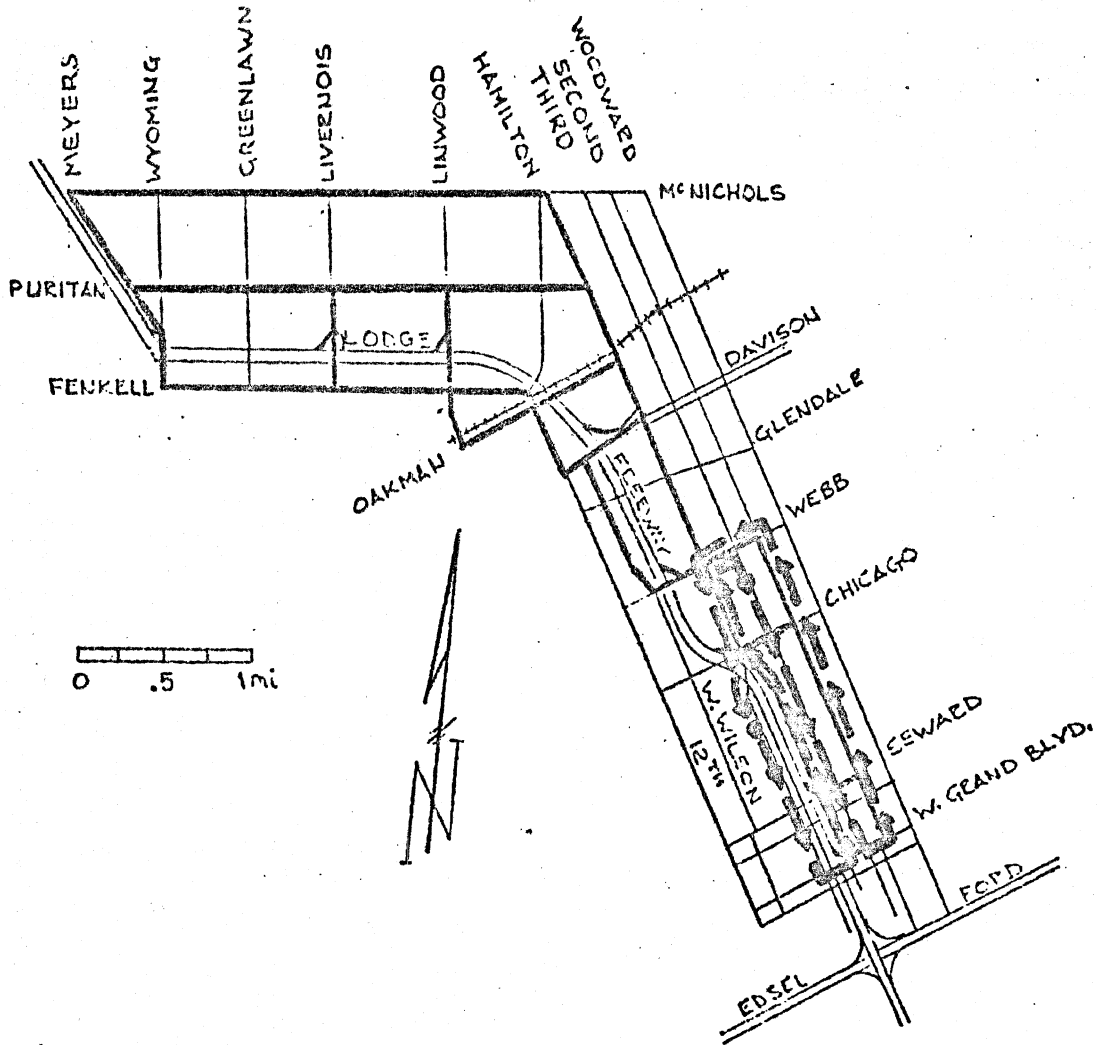 MEYERS
WYOMING
GREENLAWN
LIVERNOIS
LINWOOD
HAMILTON
THIRD
SECOND
WOODWARD
McNICHOLS
PURITAN
LODGE
FENKELL
DAVISON
OAKMAN
GLENDALE
FREEWAY
WEBB
CHICAGO
0 .5 1mi
W. WILSON
12TH
SEWARD
W. GRAND BLVD.
N
FORD
EDSEL